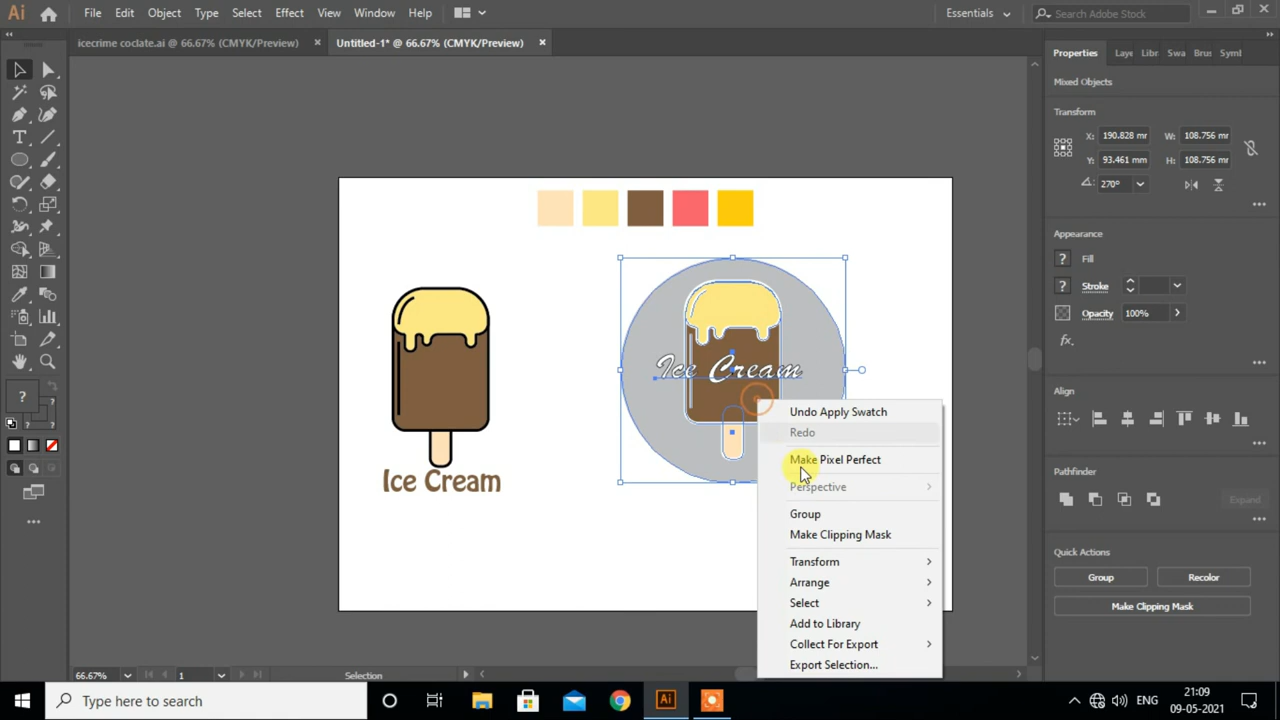 Ai File Edit Object Type Select Effect View Window Help Essentials Search Adobe Stock
icecrime coclate.ai @ 66.67% (CMYK/Preview) × Untitled-1* @ 66.67% (CMYK/Preview) ×
Properties Laye Libr Swa Brus Symb
Mixed Objects
Transform
X: 190.828 mr W: 108.756 mr
Y: 93.461 mm H: 108.756 mr
270°
Appearance
? Fill
? Stroke
Opacity 100%
fx.
Ice Cream
Ice Cream
Undo Apply Swatch
Redo
Make Pixel Perfect
Perspective
Group
Make Clipping Mask
Transform
Arrange
Select
Add to Library
Collect For Export
Export Selection...
Align
Pathfinder
Expand
Quick Actions
Group Recolor
Make Clipping Mask
?
66.67% 1 Selection
Type here to search
Ai
ENG
21:09
09-05-2021